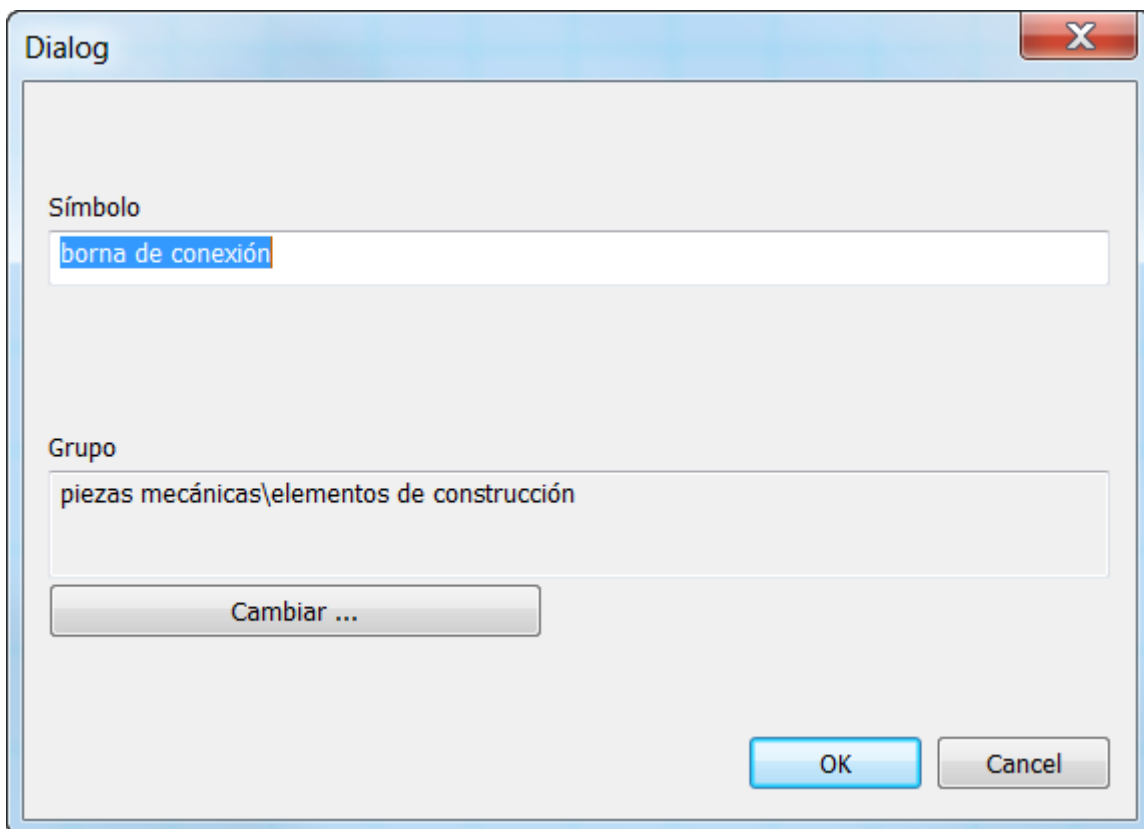 Dialog
Símbolo
borna de conexión
Grupo
piezas mecánicas\elementos de construcción
Cambiar ...
OK
Cancel